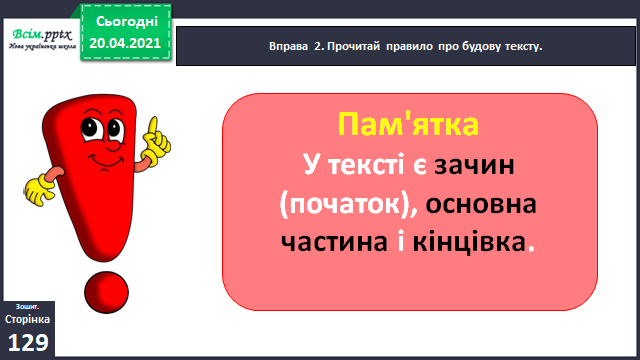 Всім.pptx
Нова українська школа
Сьогодні
20.04.2021
Вправа 2. Прочитай правило про будову тексту.
Пам'ятка
У тексті є зачин
(початок), основна
частина і кінцівка.
Зошит.
Сторінка
129